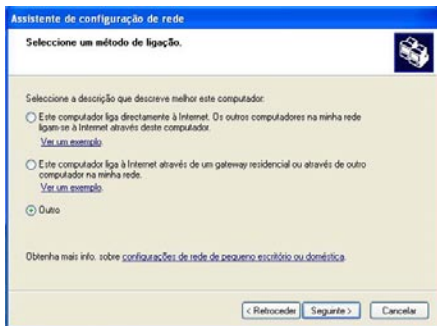 Assistente de configuração de rede
Seleccione um método de ligação.
Seleccione a descrição que descreve melhor este computador:
Este computador liga directamente à Internet. Os outros computadores na minha rede
ligam-se à Internet através deste computador.
Ver um exemplo.
Este computador liga à Internet através de um gateway residencial ou através de outro
computador na minha rede.
Ver um exemplo.
Outro
Obtenha mais info. sobre configurações de rede de pequeno escritório ou doméstica.
< Retroceder Seguinte > Cancelar